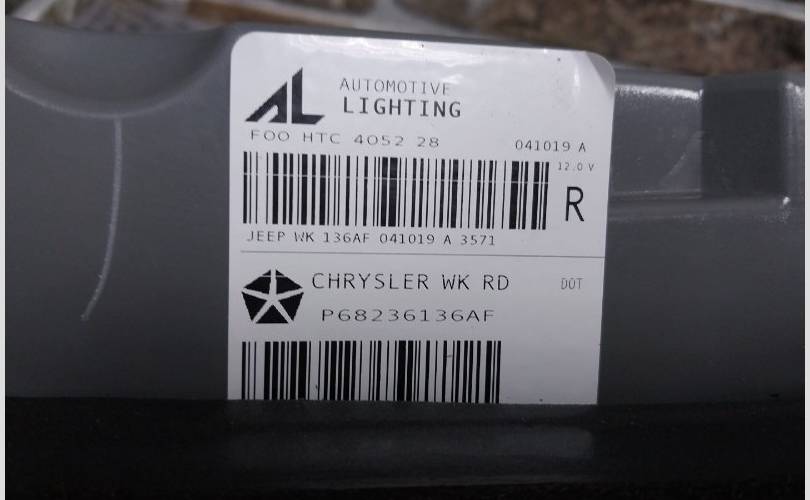 AL AUTOMOTIVE
LIGHTING
FOO HTC 4052 28 041019 A
12.0 V
R
JEEP WK 136AF 041019 A 3571
CHRYSLER WK RD DOT
P68236136AF